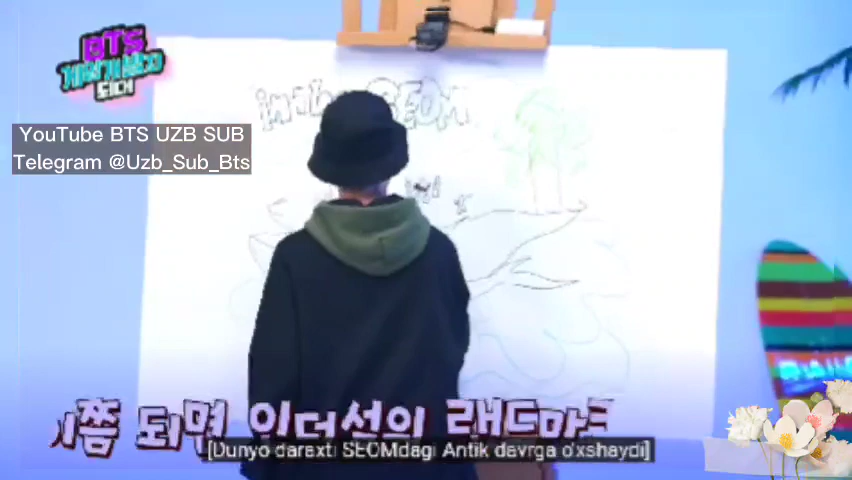 BTS
YouTube BTS UZB SUB
Telegram @Uzb_Sub_Bts
SEOM
쯤 되면 인더섬의 랜드마크
[Dunyo daraxti SEOMdagi Antik davrga o'xshaydi]